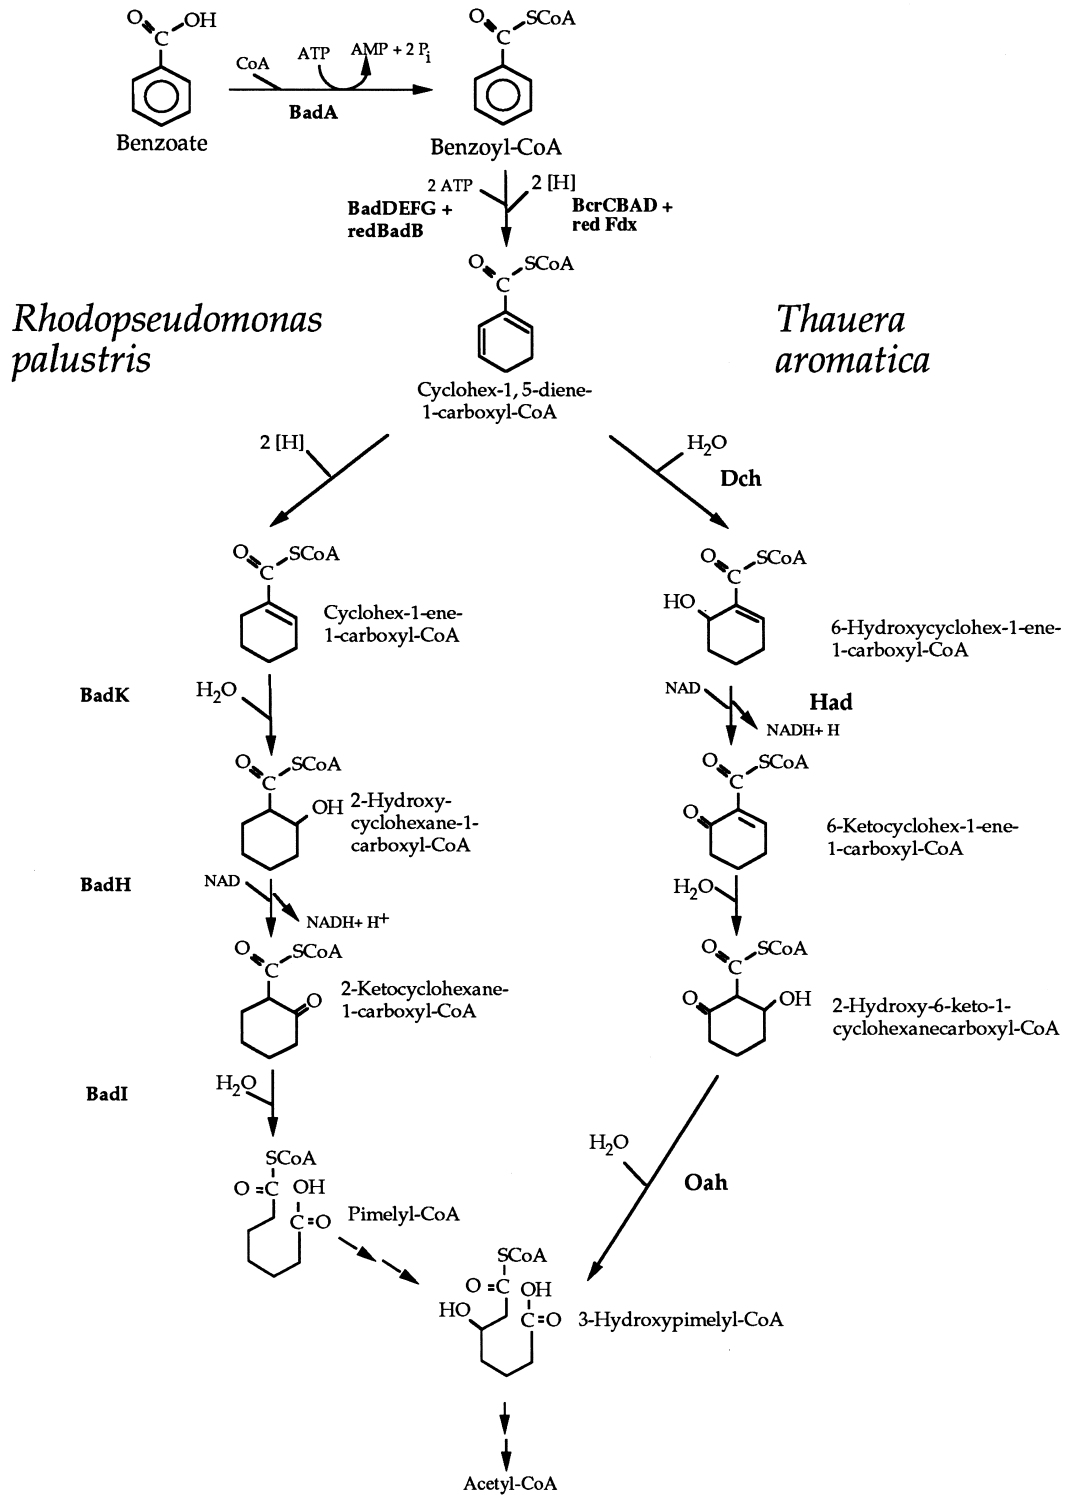 O OH
C
Benzoate
CoA
ATP
AMP + 2 Pi
BadA
O SCoA
C
Benzoyl-CoA
2 ATP
2 [H]
BadDEFG +
redBadB
BcrCBAD +
red Fdx
O SCoA
C
Rhodopseudomonas
palustris
Thauera
aromatica
Cyclohex-1, 5-diene-
1-carboxyl-CoA
2 [H]
H2O
Dch
O SCoA
C
Cyclohex-1-ene-
1-carboxyl-CoA
O SCoA
C
HO
6-Hydroxycyclohex-1-ene-
1-carboxyl-CoA
BadK
H2O
NAD
Had
NADH+ H
O SCoA
C
OH
2-Hydroxy-
cyclohexane-1-
carboxyl-CoA
O SCoA
C
O
6-Ketocyclohex-1-ene-
1-carboxyl-CoA
BadH
NAD
NADH+ H+
H2O
O SCoA
C
O
2-Ketocyclohexane-
1-carboxyl-CoA
O SCoA
C
O
OH
2-Hydroxy-6-keto-1-
cyclohexanecarboxyl-CoA
BadI
H2O
H2O
Oah
SCoA
O=C OH
C=O
Pimelyl-CoA
SCoA
O=C OH
HO
C=O
3-Hydroxypimelyl-CoA
Acetyl-CoA